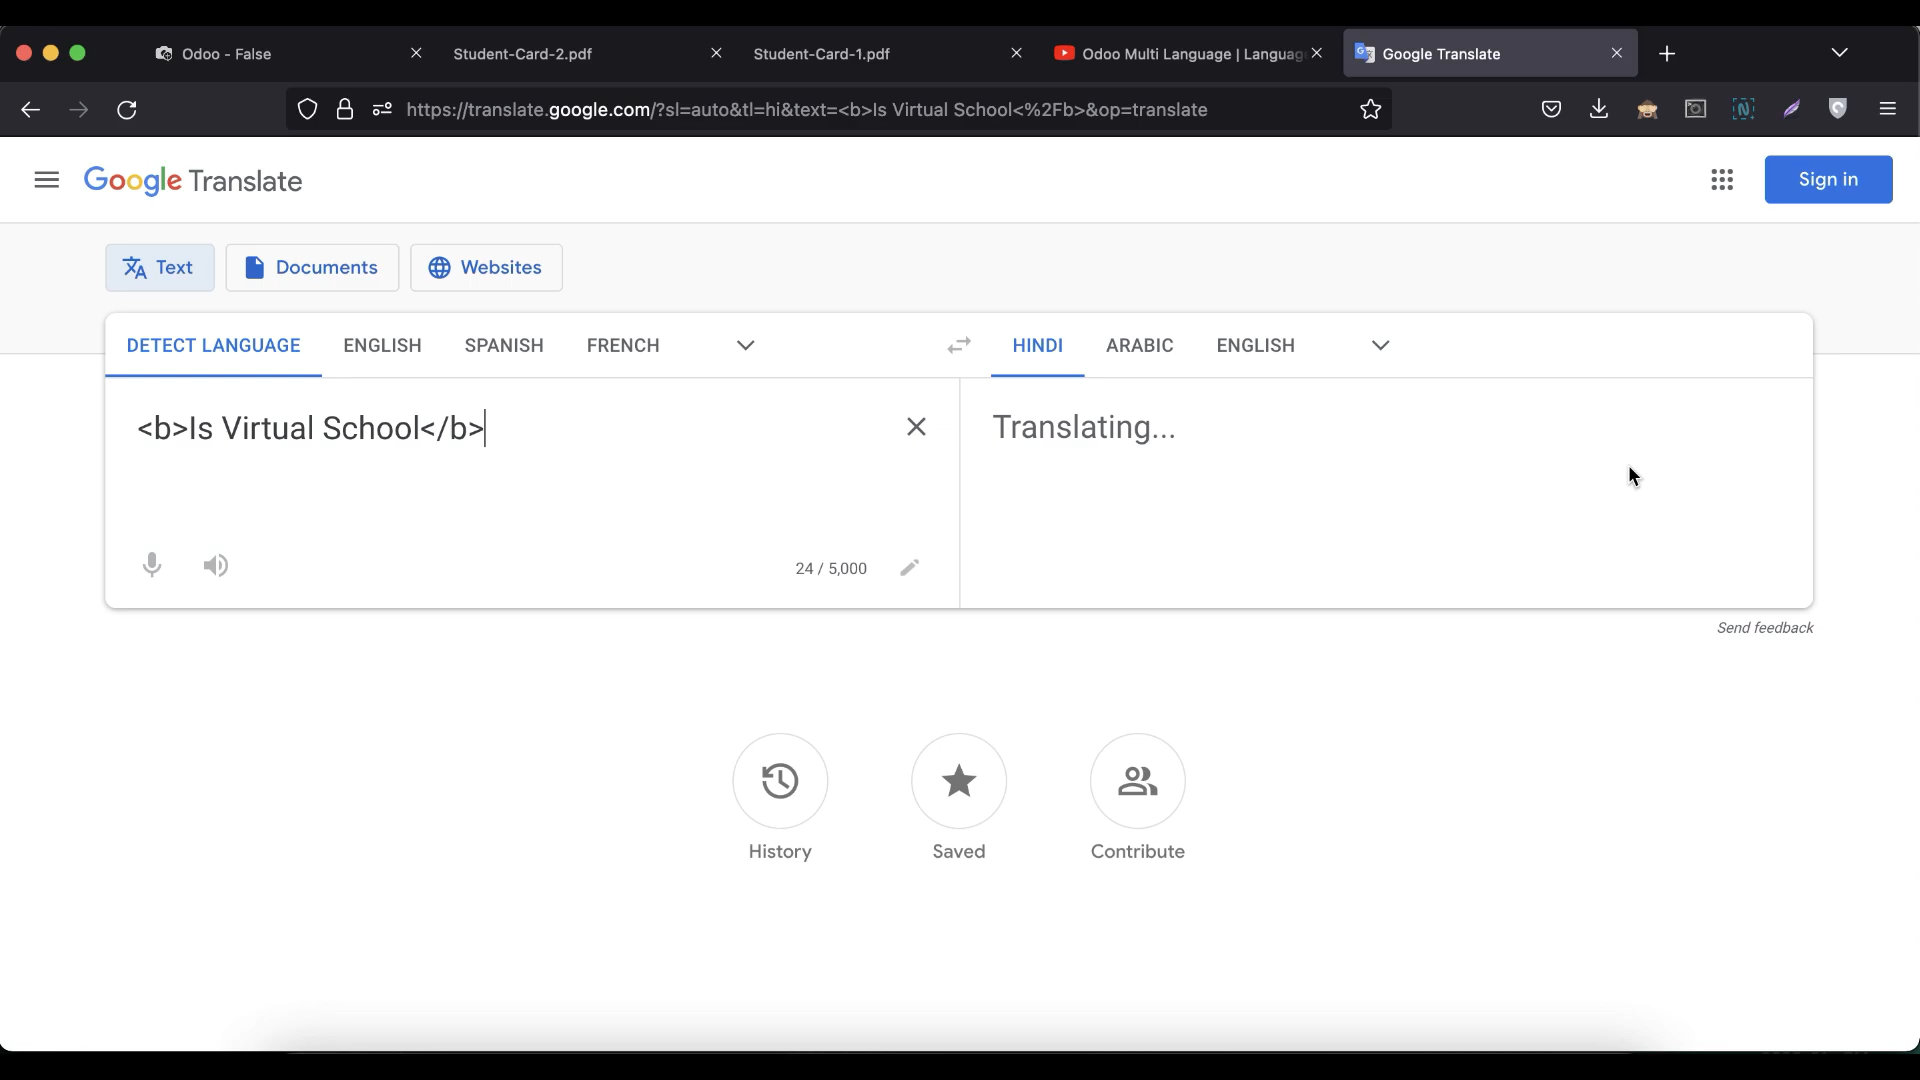 Odoo - False
Student-Card-2.pdf
Student-Card-1.pdf
Odoo Multi Language | Languag
Google Translate
https://translate.google.com/?sl=auto&tl=hi&text=<b>Is Virtual School<%2Fb>&op=translate
Google Translate
Sign in
Text
Documents
Websites
DETECT LANGUAGE
ENGLISH
SPANISH
FRENCH
HINDI
ARABIC
ENGLISH
<b>Is Virtual School</b>
Translating...
24 / 5,000
Send feedback
History
Saved
Contribute